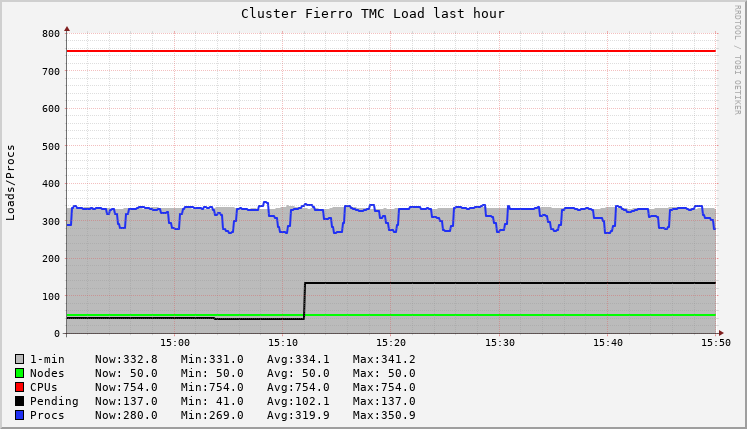 Cluster Fierro TMC Load last hour
RRDTOOL / TOBI OETIKER
Loads/Procs
800
700
600
500
400
300
200
100
0
15:00 15:10 15:20 15:30 15:40 15:50
1-min Now:332.8 Min:331.0 Avg:334.1 Max:341.2
Nodes Now: 50.0 Min: 50.0 Avg: 50.0 Max: 50.0
CPUs Now:754.0 Min:754.0 Avg:754.0 Max:754.0
Pending Now:137.0 Min: 41.0 Avg:102.1 Max:137.0
Procs Now:280.0 Min:269.0 Avg:319.9 Max:350.9